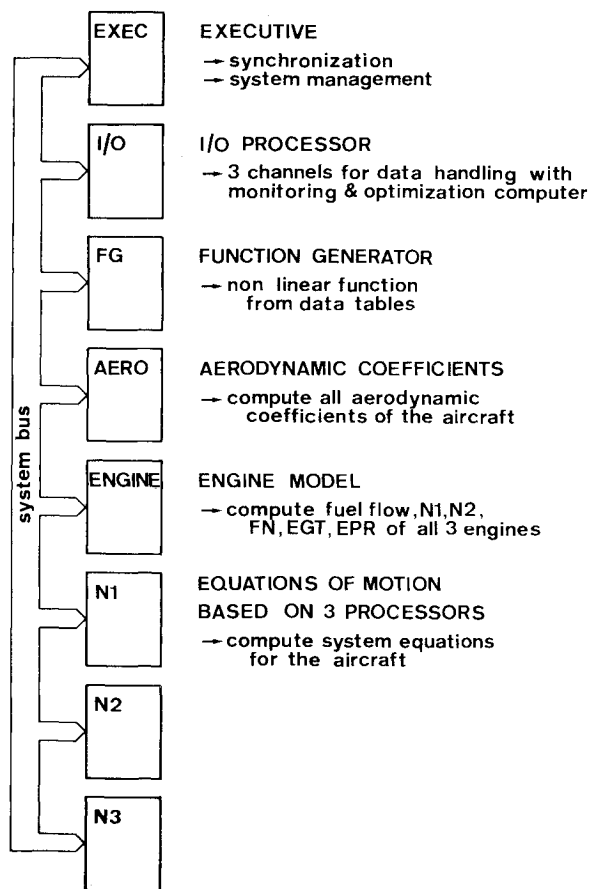 EXEC
EXECUTIVE
→ synchronization
→ system management
I/O
I/O PROCESSOR
→ 3 channels for data handling with
monitoring & optimization computer
FG
FUNCTION GENERATOR
→ non linear function
from data tables
AERO
AERODYNAMIC COEFFICIENTS
→ compute all aerodynamic
coefficients of the aircraft
system bus
ENGINE
ENGINE MODEL
→ compute fuel flow, N1, N2,
FN, EGT, EPR of all 3 engines
N1
EQUATIONS OF MOTION
BASED ON 3 PROCESSORS
→ compute system equations
for the aircraft
N2
N3